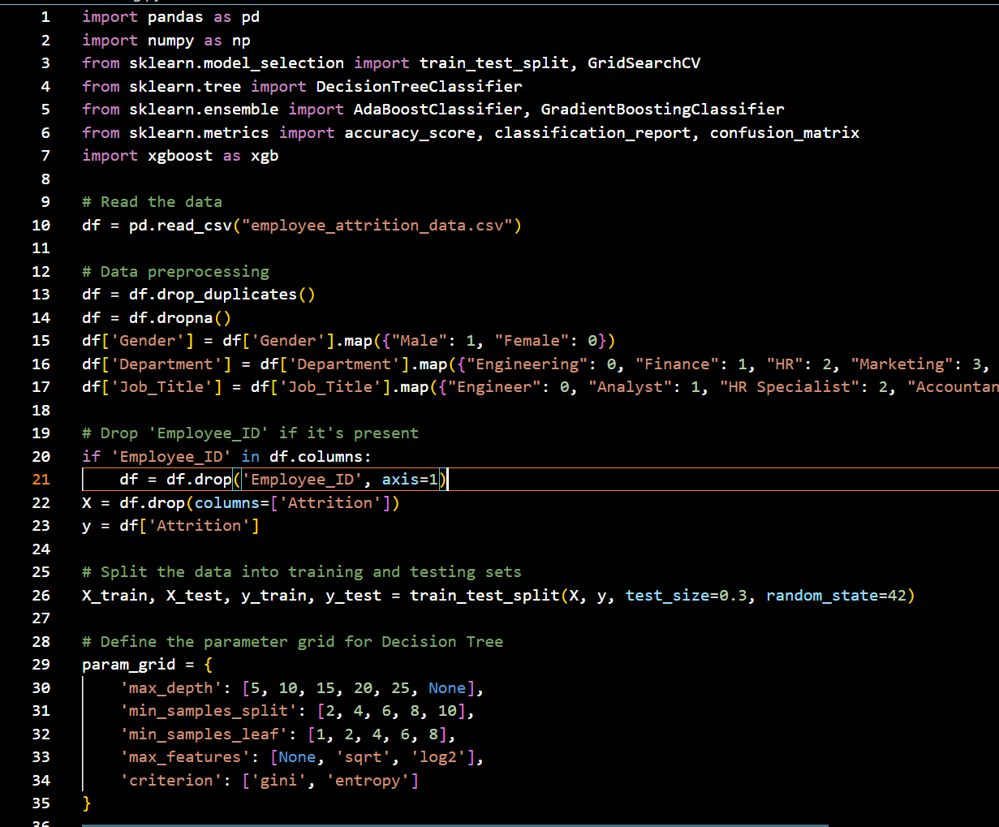 1 import pandas as pd
2 import numpy as np
3 from sklearn.model_selection import train_test_split, GridSearchCV
4 from sklearn.tree import DecisionTreeClassifier
5 from sklearn.ensemble import AdaBoostClassifier, GradientBoostingClassifier
6 from sklearn.metrics import accuracy_score, classification_report, confusion_matrix
7 import xgboost as xgb
8
9 # Read the data
10 df = pd.read_csv("employee_attrition_data.csv")
11
12 # Data preprocessing
13 df = df.drop_duplicates()
14 df = df.dropna()
15 df['Gender'] = df['Gender'].map({"Male": 1, "Female": 0})
16 df['Department'] = df['Department'].map({"Engineering": 0, "Finance": 1, "HR": 2, "Marketing": 3,
17 df['Job_Title'] = df['Job_Title'].map({"Engineer": 0, "Analyst": 1, "HR Specialist": 2, "Accountan
18
19 # Drop 'Employee_ID' if it's present
20 if 'Employee_ID' in df.columns:
21     df = df.drop('Employee_ID', axis=1)
22 X = df.drop(columns=['Attrition'])
23 y = df['Attrition']
24
25 # Split the data into training and testing sets
26 X_train, X_test, y_train, y_test = train_test_split(X, y, test_size=0.3, random_state=42)
27
28 # Define the parameter grid for Decision Tree
29 param_grid = {
30     'max_depth': [5, 10, 15, 20, 25, None],
31     'min_samples_split': [2, 4, 6, 8, 10],
32     'min_samples_leaf': [1, 2, 4, 6, 8],
33     'max_features': [None, 'sqrt', 'log2'],
34     'criterion': ['gini', 'entropy']
35 }
36